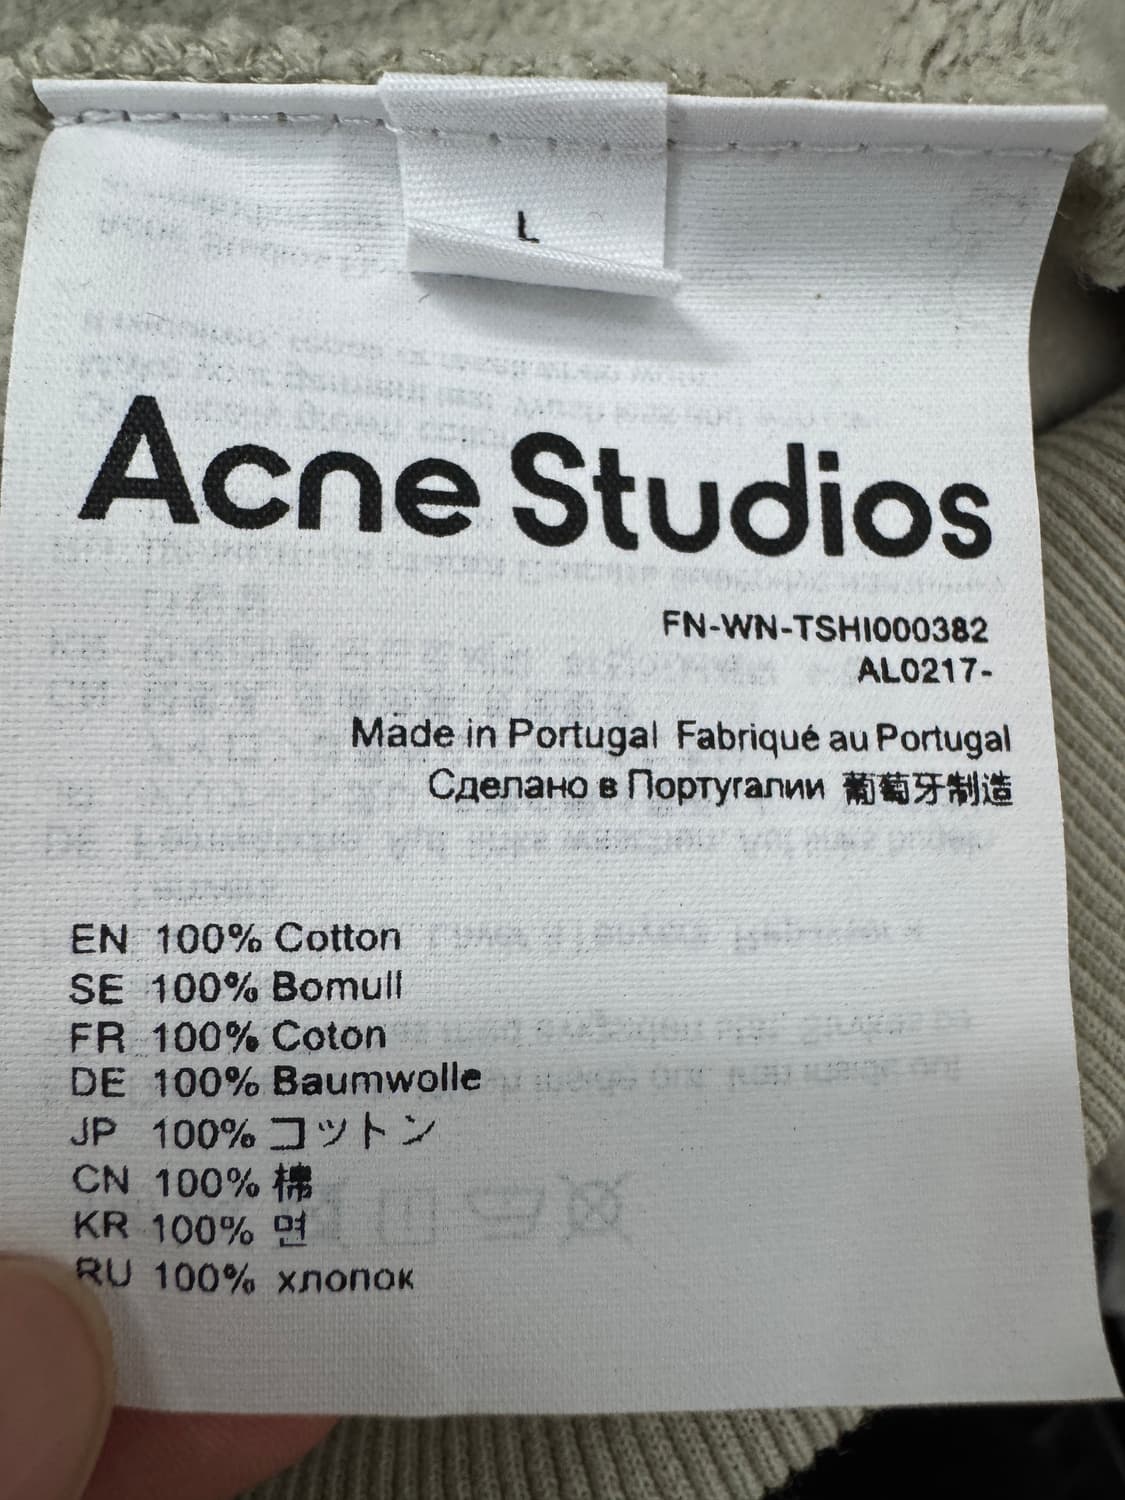 L
Acne Studios
FN-WN-TSHI000382
AL0217-
Made in Portugal Fabriqué au Portugal
Сделано в Португалии 葡萄牙制造
EN 100% Cotton
SE 100% Bomull
FR 100% Coton
DE 100% Baumwolle
JP 100% コットン
CN 100% 棉
KR 100% 면
RU 100% хлопок